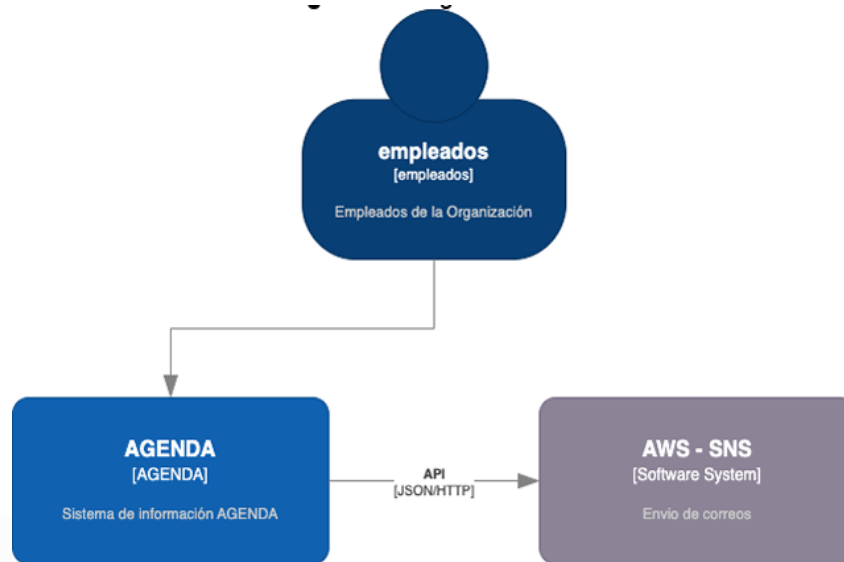 empleados
[empleados]
Empleados de la Organización
AGENDA
[AGENDA]
Sistema de información AGENDA
API
[JSON/HTTP]
AWS - SNS
[Software System]
Envio de correos